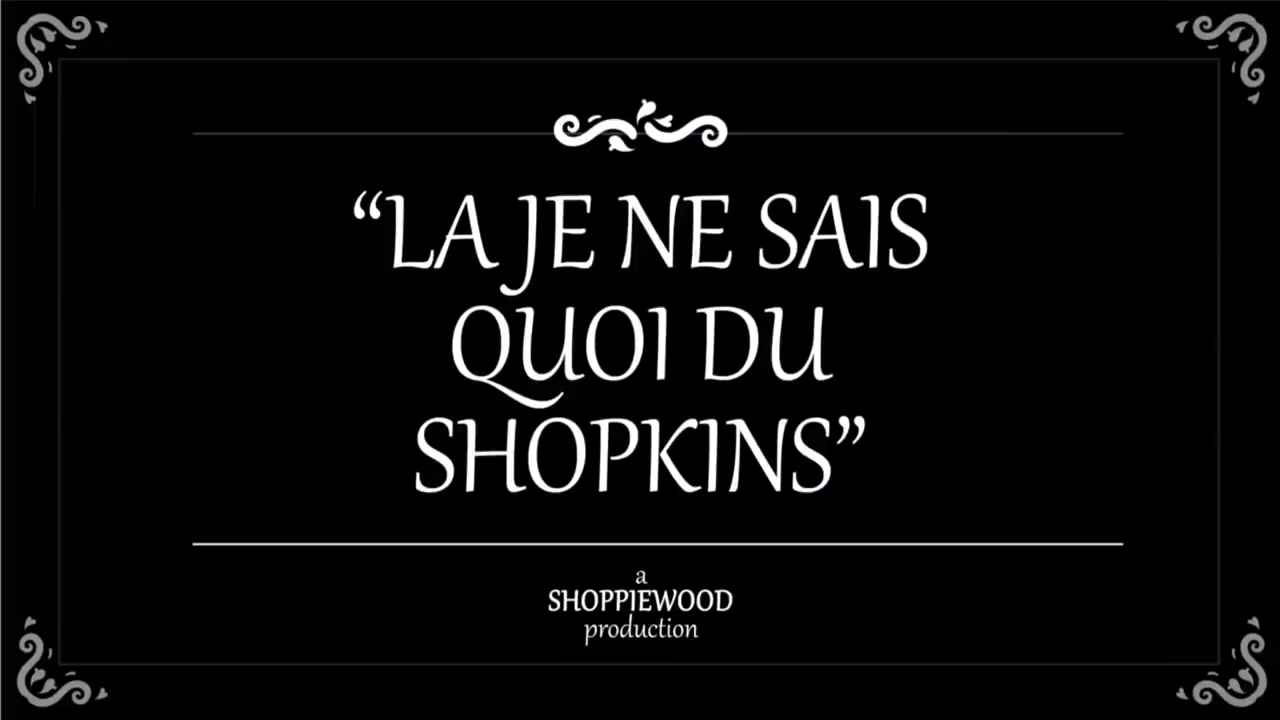 “LA JE NE SAIS
QUOI DU
SHOPKINS”
a
SHOPPIEWOOD
production